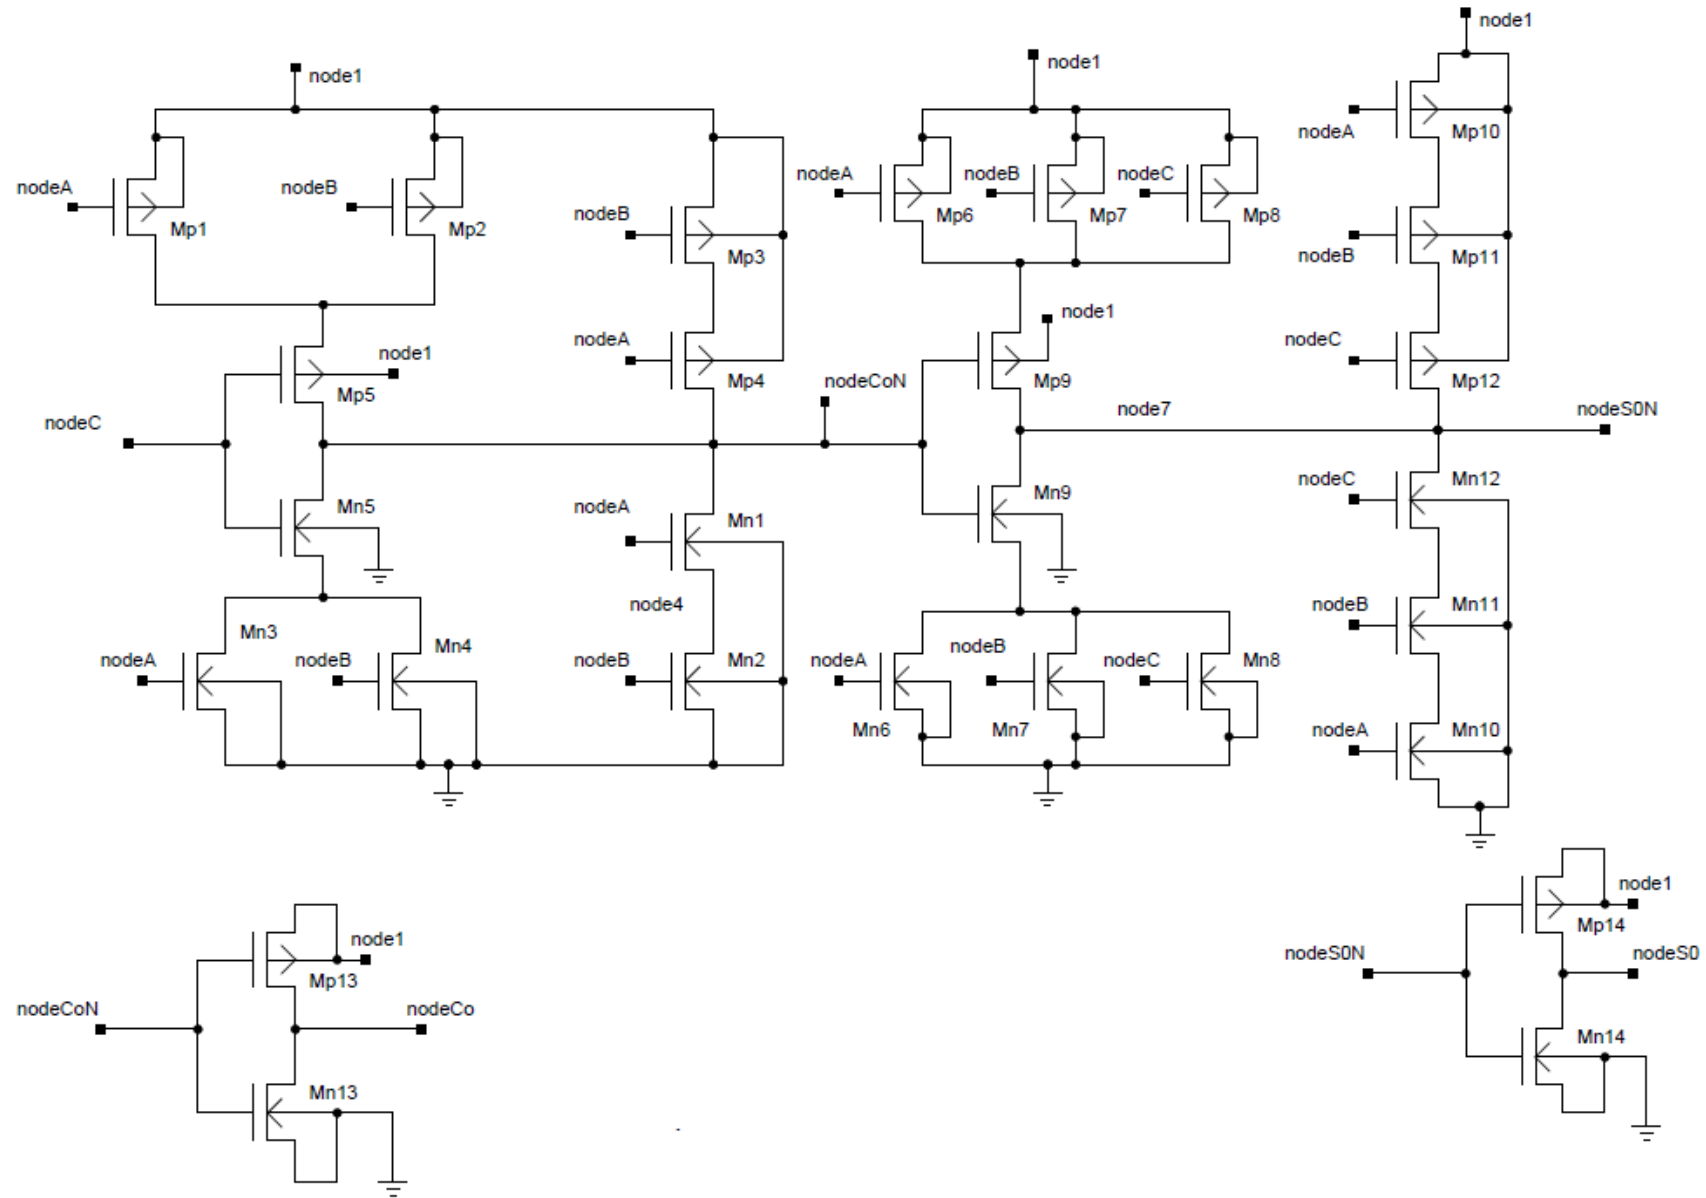 node1
node1
node1
nodeA
Mp10
nodeA
nodeB
Mp1
Mp2
nodeB
Mp3
nodeA
nodeB
nodeC
Mp6
Mp7
Mp8
nodeB
Mp11
node1
Mp5
nodeA
Mp4
node1
Mp9
nodeC
Mp12
nodeC
nodeCoN
node7
nodeS0N
Mn5
nodeA
Mn1
Mn9
nodeC
Mn12
node4
nodeA
Mn3
nodeB
Mn4
nodeB
Mn2
nodeA
Mn6
nodeB
Mn7
nodeC
Mn8
nodeB
Mn11
nodeA
Mn10
node1
Mp13
nodeCoN
nodeCo
Mn13
node1
Mp14
nodeS0N
nodeS0
Mn14